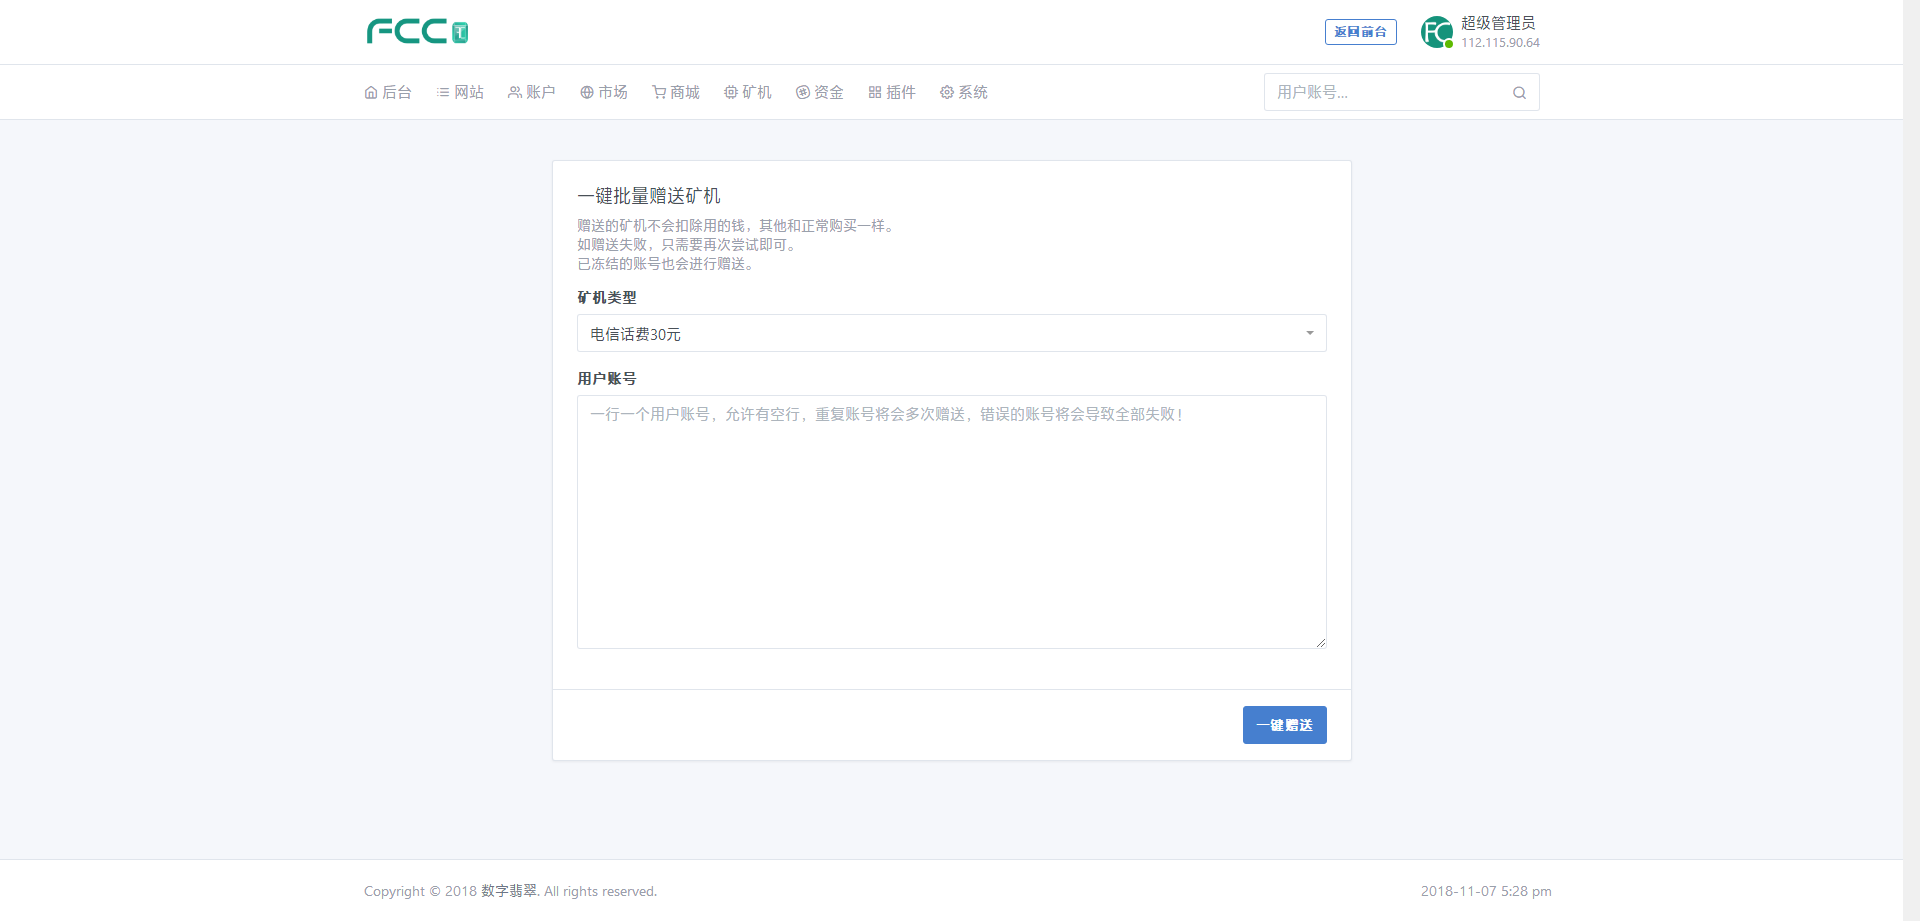 FCC
返回前台
FC
超级管理员
112.115.90.64
后台
网站
账户
市场
商城
矿机
资金
插件
系统
用户账号...
一键批量赠送矿机
赠送的矿机不会扣除用的钱，其他和正常购买一样。
如赠送失败，只需要再次尝试即可。
已冻结的账号也会进行赠送。
矿机类型
电信话费30元
用户账号
一行一个用户账号，允许有空行，重复账号将会多次赠送，错误的账号将会导致全部失败！
一键赠送
Copyright © 2018 数字翡翠. All rights reserved.
2018-11-07 5:28 pm